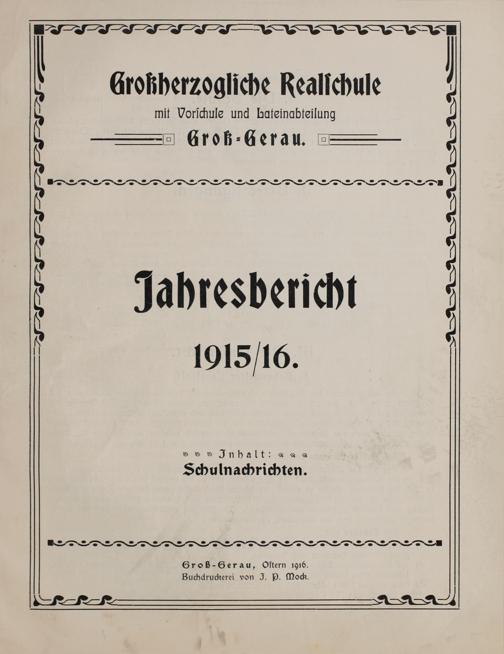 Großherzogliche Realschule
mit Vorschule und Lateinabteilung
Groß-Gerau.
Jahresbericht
1915/16.
Inhalt:
Schulnachrichten.
Groß-Gerau, Ostern 1916.
Buchdruckerei von J. P. Mock.